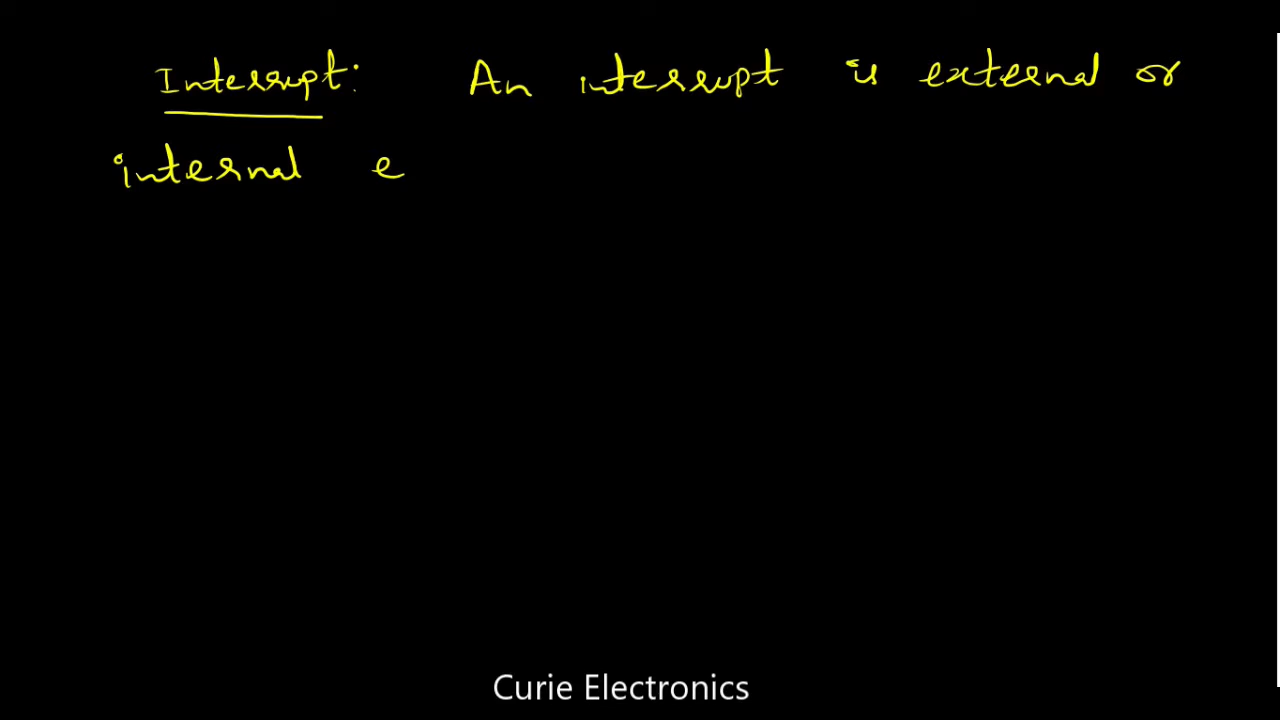 Interrupt: An interrupt is external or
internal e
Curie Electronics